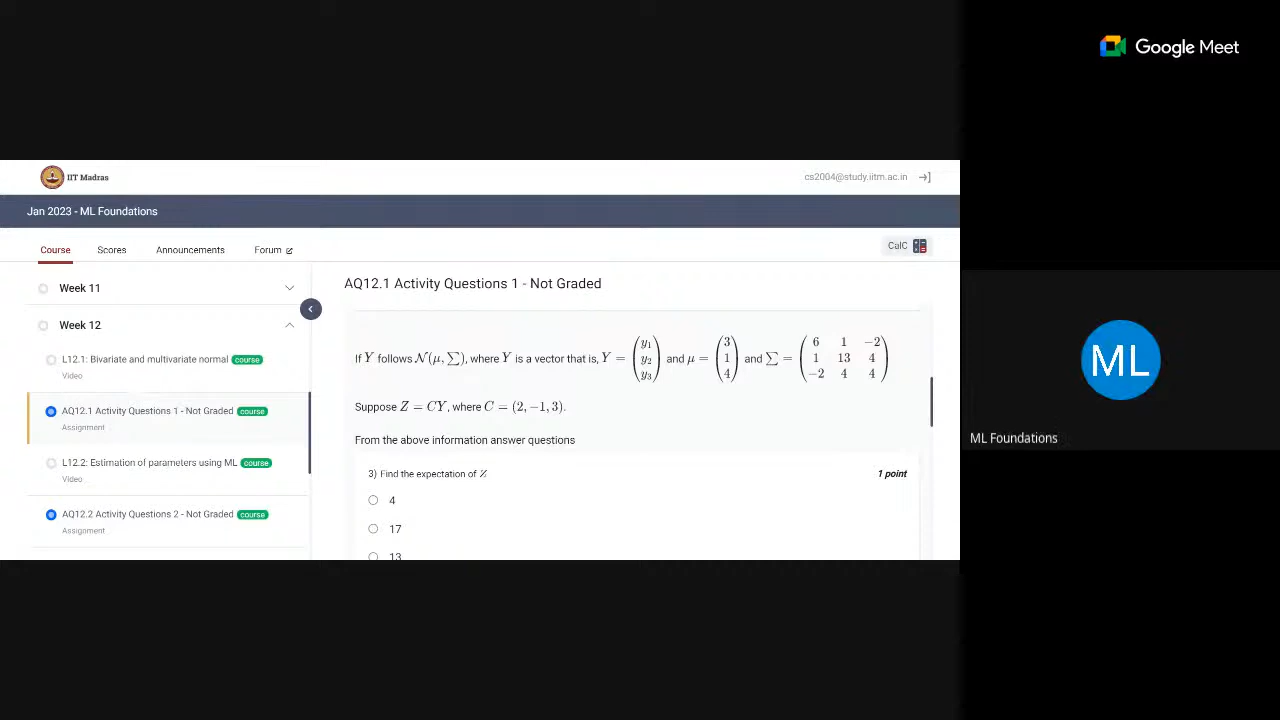 Google Meet
IIT Madras
cs2004@study.iitm.ac.in
Jan 2023 - ML Foundations
Course Scores Announcements Forum
CalC
Week 11
Week 12
L12.1: Bivariate and multivariate normal course
Video
AQ12.1 Activity Questions 1 - Not Graded course
Assignment
L12.2: Estimation of parameters using ML course
Video
AQ12.2 Activity Questions 2 - Not Graded course
Assignment
AQ12.1 Activity Questions 1 - Not Graded
If Y follows N(μ, ∑), where Y is a vector that is, Y = (y₁ y₂ y₃) and μ = (3 1 4) and ∑ = (6 1 −2 1 13 4 −2 4 4)
Suppose Z = CY, where C = (2, −1, 3).
From the above information answer questions
3) Find the expectation of Z 1 point
4
17
13
ML
ML Foundations